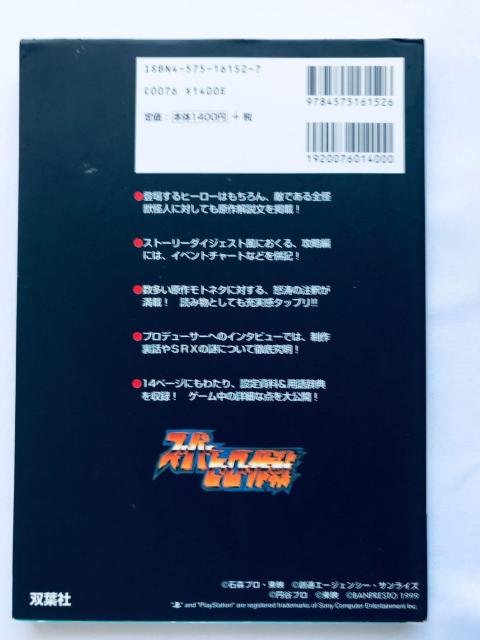 ISBN4-575-16152-7
C0076 ¥1400E
定価：本体1400円 + 税
9784575161526
1920076014000
●登場するヒーローはもちろん、敵である全怪
獣怪人に対しても原作解説文を掲載！
●ストーリーダイジェスト風におくる、攻略編
には、イベントチャートなどを併記！
●数多い原作モトネタに対する、怒涛の注釈が
満載！ 読み物としても充実感タップリ!!!
●プロデューサーへのインタビューでは、制作
裏話やSRXの謎について徹底究明！
●14ページにもわたり、設定資料&用語辞典
を収録！ ゲーム中の詳細な点を大公開！
スーパーヒーロー作戦
©石森プロ・東映 ©創通エージェンシー・サンライズ
©円谷プロ ©東映 ©BANPRESTO 1999
and "PlayStation" are registered trademarks of Sony Computer Entertainment Inc.
双葉社